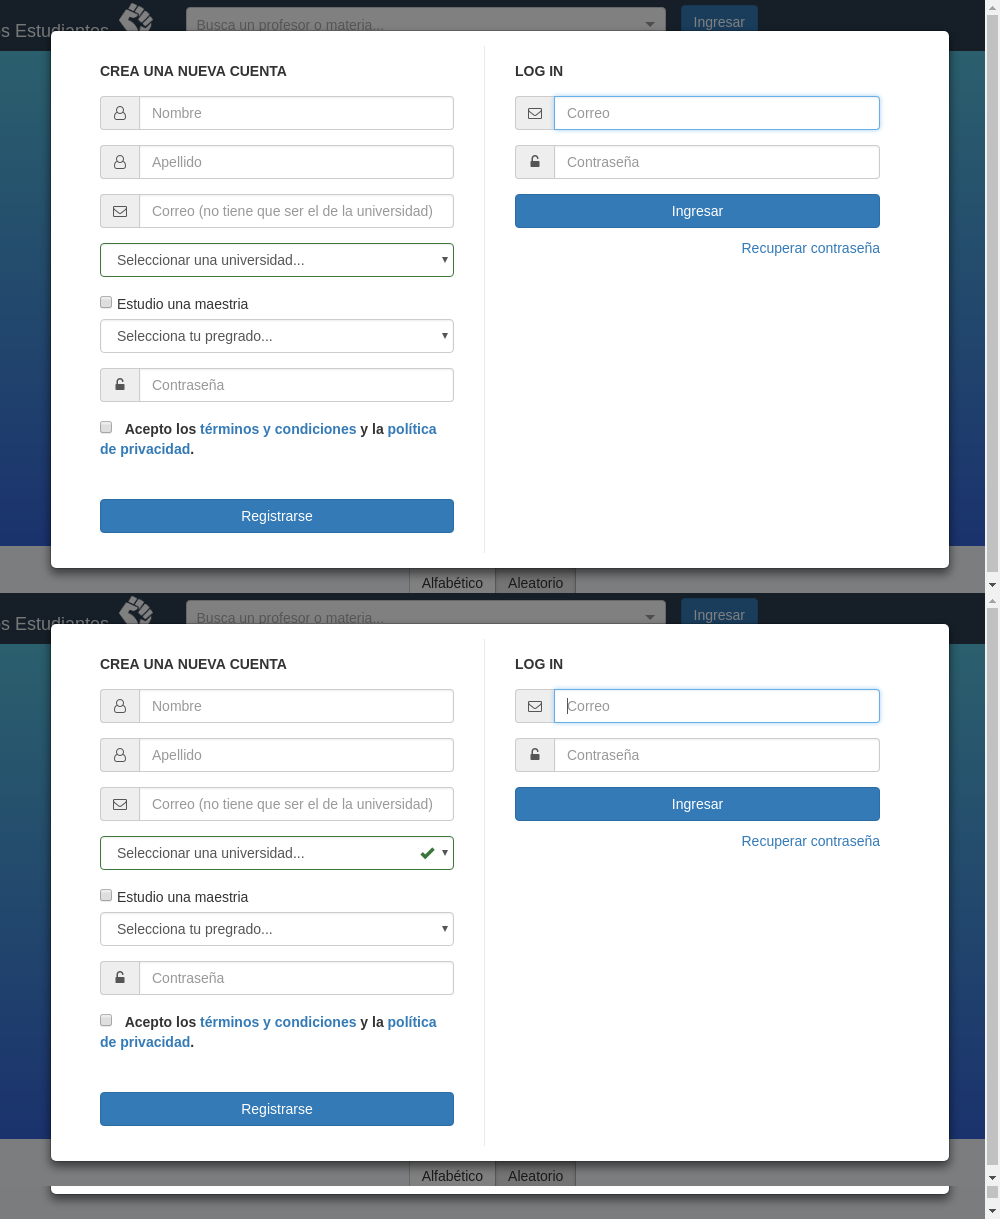 s Estudiantes
Busca un profesor o materia...
Ingresar
CREA UNA NUEVA CUENTA
Nombre
Apellido
Correo (no tiene que ser el de la universidad)
Seleccionar una universidad...
Estudio una maestria
Selecciona tu pregrado...
Contraseña
Acepto los términos y condiciones y la política
de privacidad.
Registrarse
LOG IN
Correo
Contraseña
Ingresar
Recuperar contraseña
Alfabético
Aleatorio
s Estudiantes
Busca un profesor o materia...
Ingresar
CREA UNA NUEVA CUENTA
Nombre
Apellido
Correo (no tiene que ser el de la universidad)
Seleccionar una universidad...
Estudio una maestria
Selecciona tu pregrado...
Contraseña
Acepto los términos y condiciones y la política
de privacidad.
Registrarse
LOG IN
Correo
Contraseña
Ingresar
Recuperar contraseña
Alfabético
Aleatorio